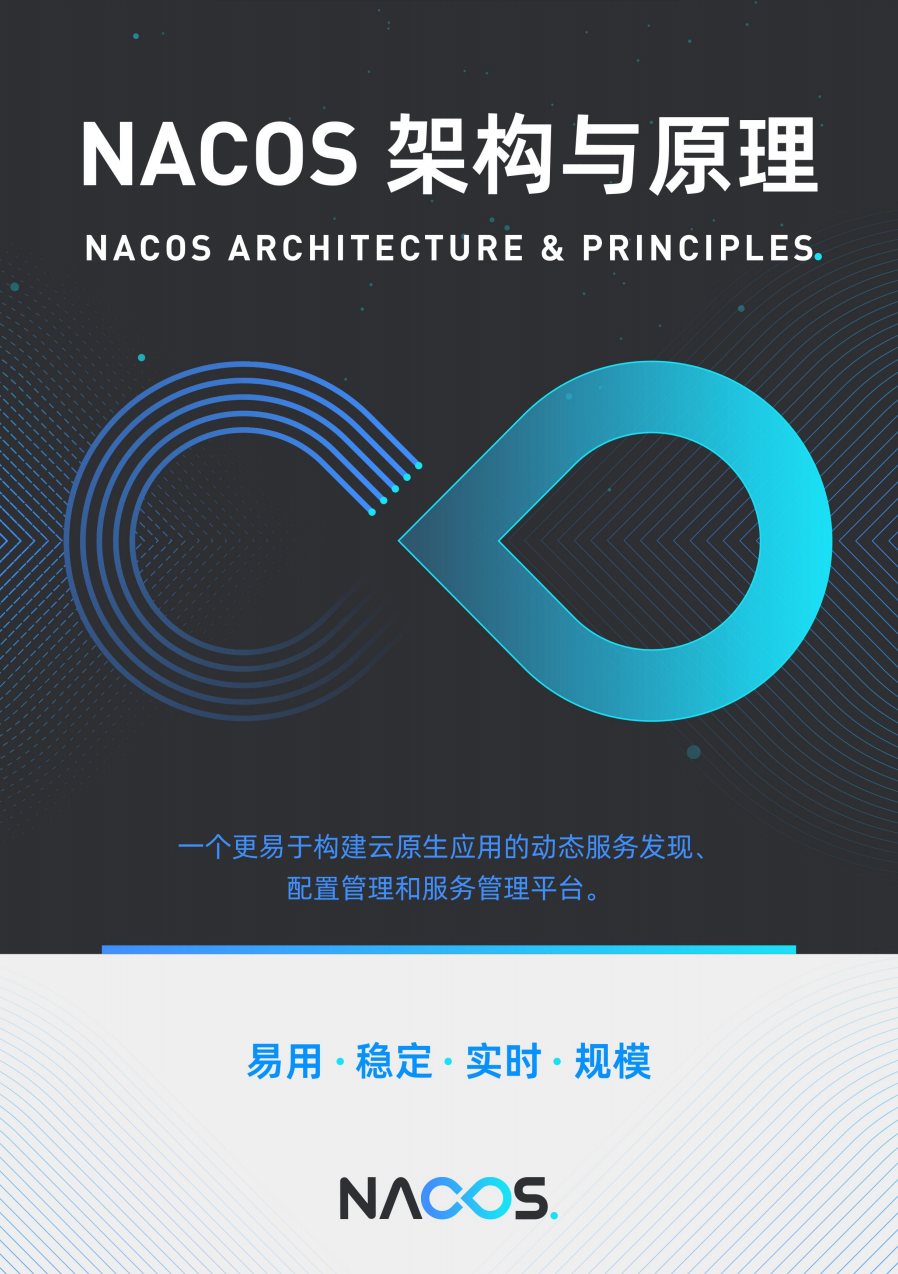 NACOS 架构与原理
NACOS ARCHITECTURE & PRINCIPLES.
一个更易于构建云原生应用的动态服务发现、
配置管理和服务管理平台。
易用·稳定·实时·规模
NACOS.